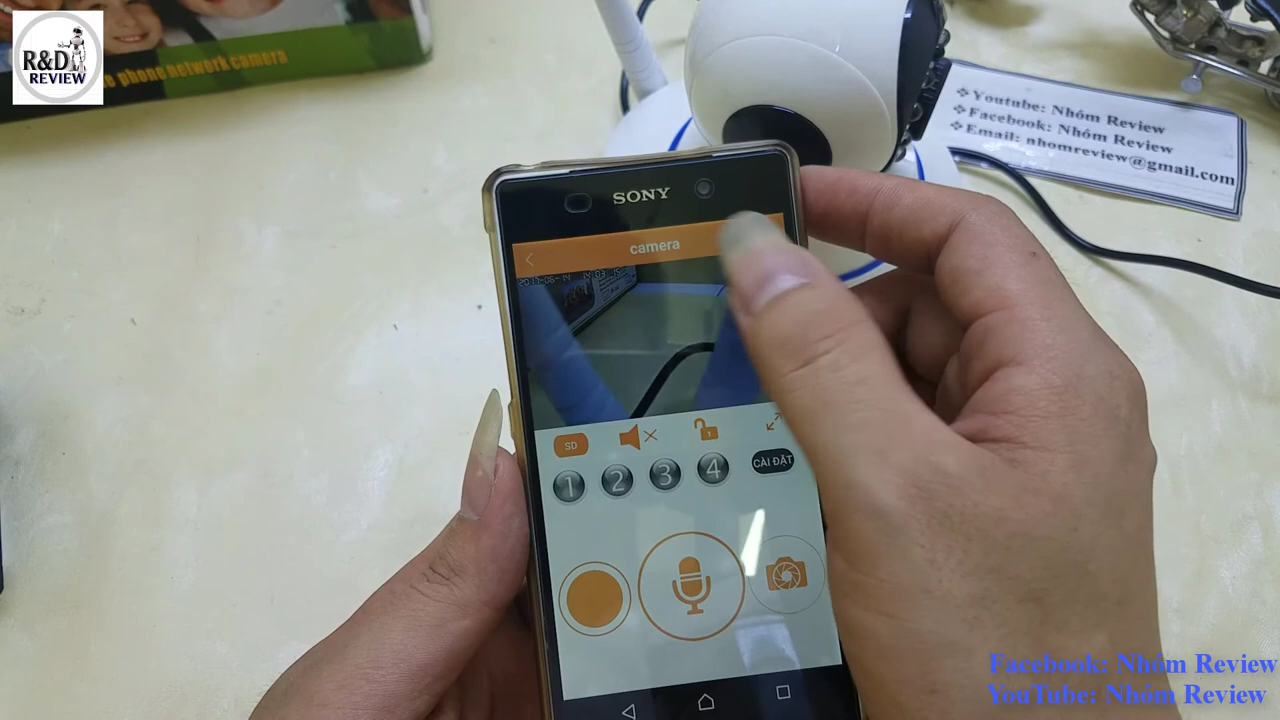 R&D
REVIEW
phone network camera
❖Youtube: Nhóm Review
❖Facebook: Nhóm Review
❖Email: nhomreview@gmail.com
SONY
camera
SD
1
1 2 3 4
CÀI ĐẶT
Facebook: Nhóm Review
YouTube: Nhóm Review